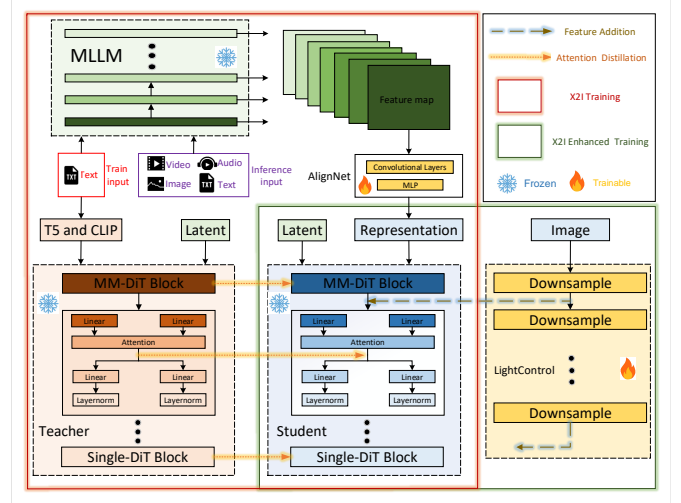 MLLM
Feature map
Feature Addition
Attention Distillation
X2I Training
X2I Enhanced Training
Frozen
Trainable
TXT
Text
Train
input
Video
Audio
Image
TXT
Text
Inference
input
AlignNet
Convolutional Layers
MLP
T5 and CLIP
Latent
Latent
Representation
Image
MM-DiT Block
Linear
Linear
Attention
Linear
Linear
Layernorm
Layernorm
Teacher
Single-DiT Block
MM-DiT Block
Linear
Linear
Attention
Linear
Linear
Layernorm
Layernorm
Student
Single-DiT Block
Downsample
Downsample
LightControl
Downsample